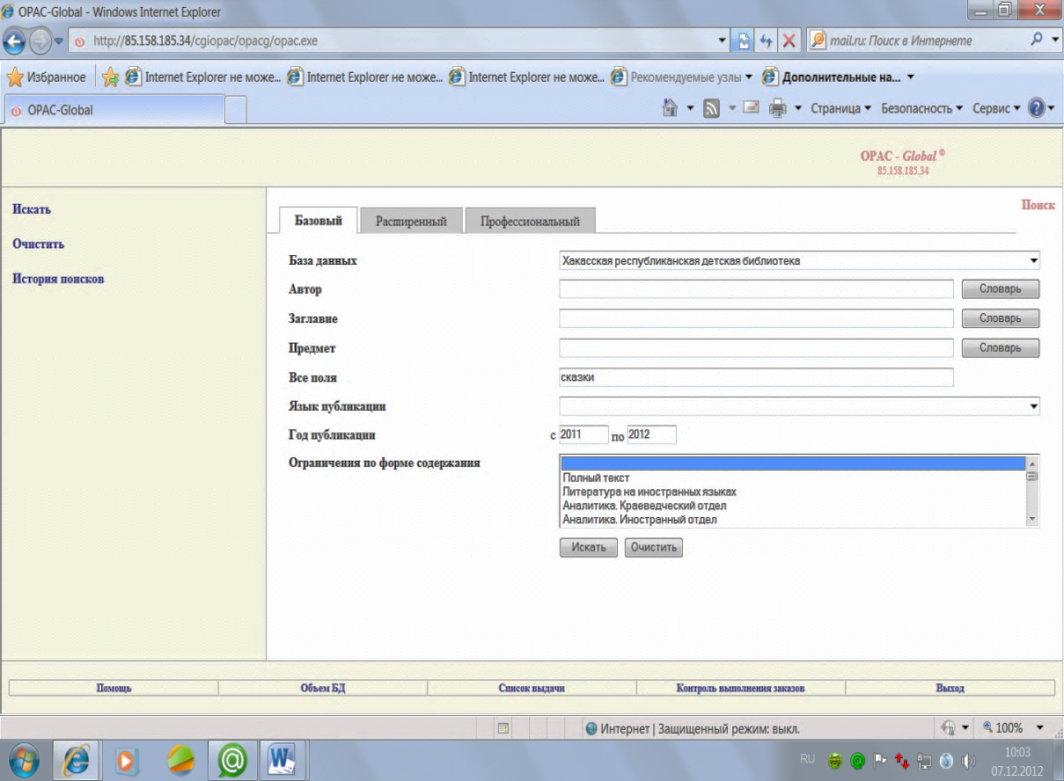 OPAC-Global - Windows Internet Explorer
http://85.158.185.34/cgiopac/opacg/opac.exe
mail.ru: Поиск в Интернете
Избранное Internet Explorer не може... Internet Explorer не може... Internet Explorer не може... Рекомендуемые узлы Дополнительные на...
OPAC-Global Страница Безопасность Сервис
OPAC - Global ®
85.158.185.34
Поиск
Искать
Очистить
История поисков
Базовый Расширенный Профессиональный
База данных Хакасская республиканская детская библиотека
Автор Словарь
Заглавие Словарь
Предмет Словарь
Все поля сказки
Язык публикации
Год публикации с 2011 по 2012
Ограничения по форме содержания
Полный текст
Литература на иностранных языках
Аналитика. Краеведческий отдел
Аналитика. Иностранный отдел
Искать Очистить
Помощь Объем БД Список выдачи Контроль выполнения заказов Выход
Интернет | Защищенный режим: выкл. 100%
RU 10:03
07.12.2012